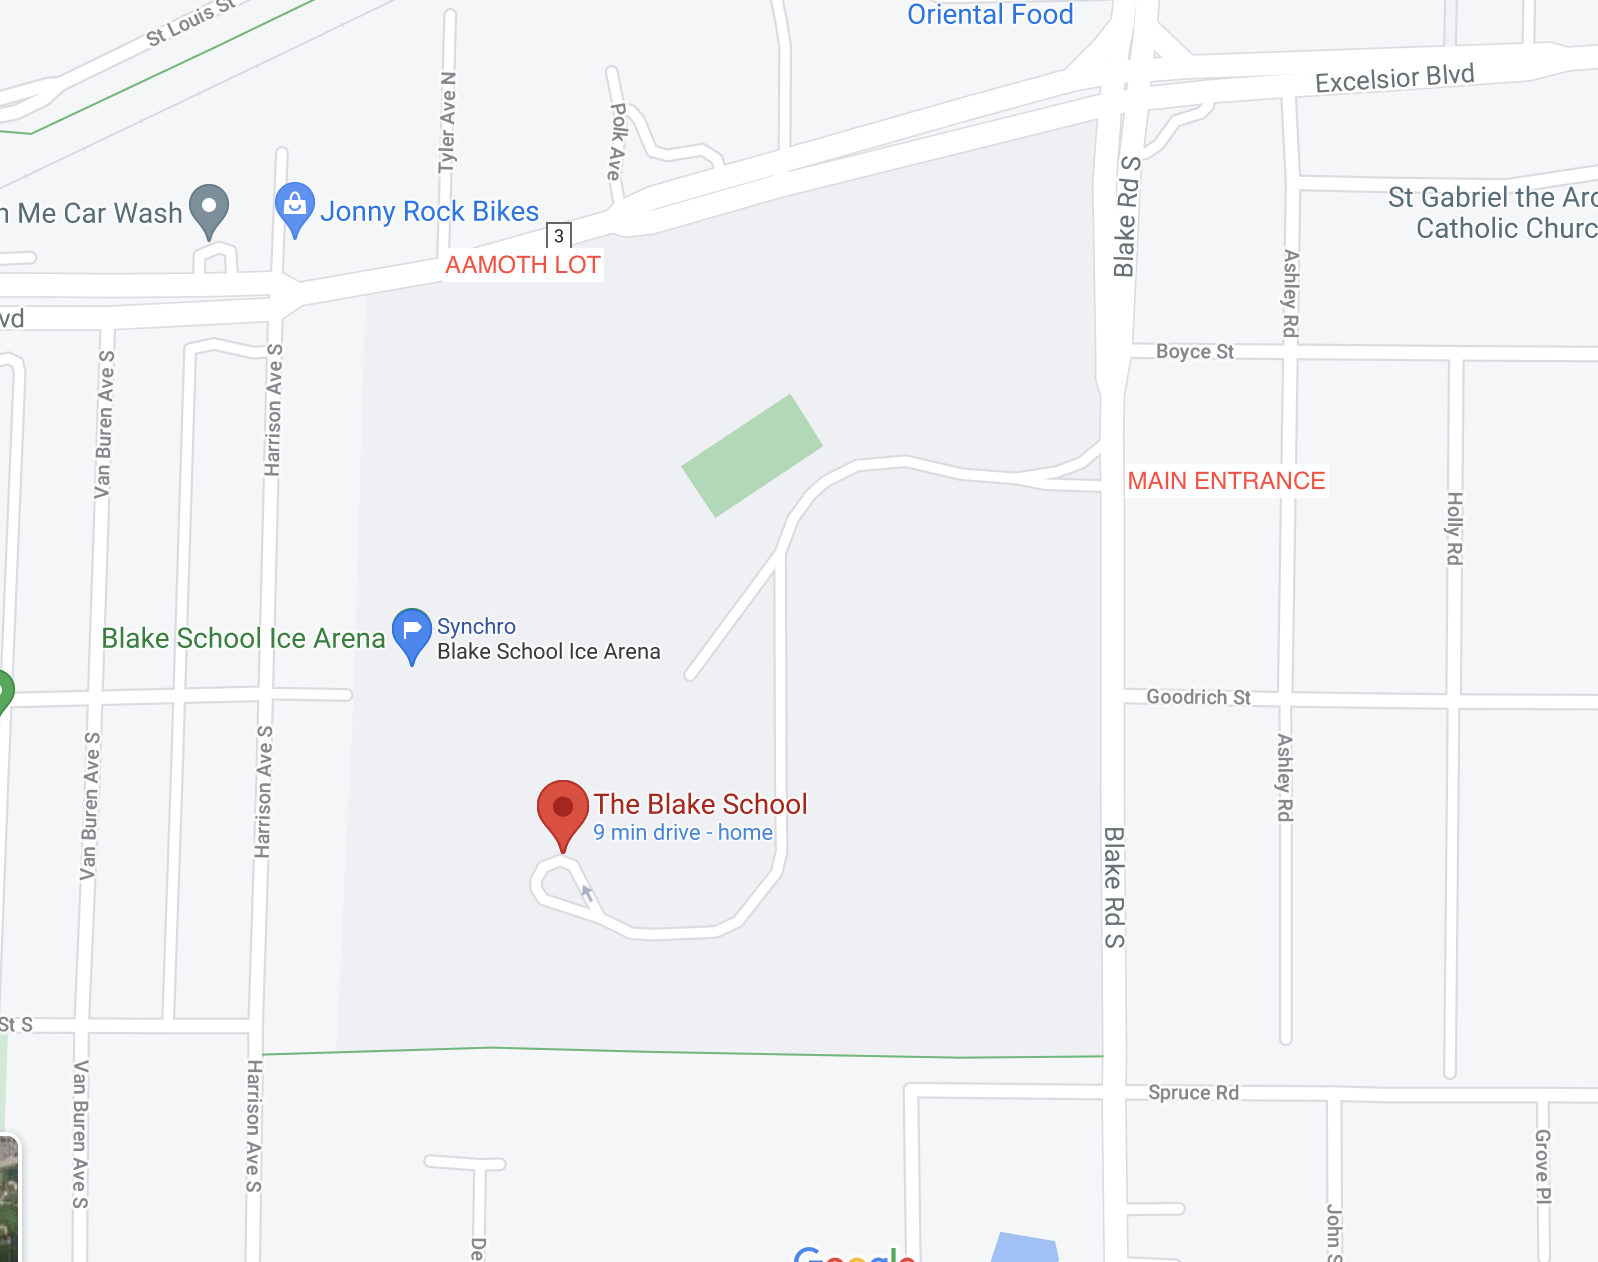 St Louis St
Oriental Food
Excelsior Blvd
Tyler Ave N
Polk Ave
n Me Car Wash
Jonny Rock Bikes
3
AAMOTH LOT
Blake Rd S
St Gabriel the Arc
Catholic Churc
Ashley Rd
vd
Boyce St
Van Buren Ave S
Harrison Ave S
MAIN ENTRANCE
Holly Rd
Blake School Ice Arena
Synchro
Blake School Ice Arena
Goodrich St
Van Buren Ave S
Harrison Ave S
Ashley Rd
The Blake School
9 min drive - home
Blake Rd S
St S
Van Buren Ave S
Harrison Ave S
Spruce Rd
Grove Pl
John S
De
Google